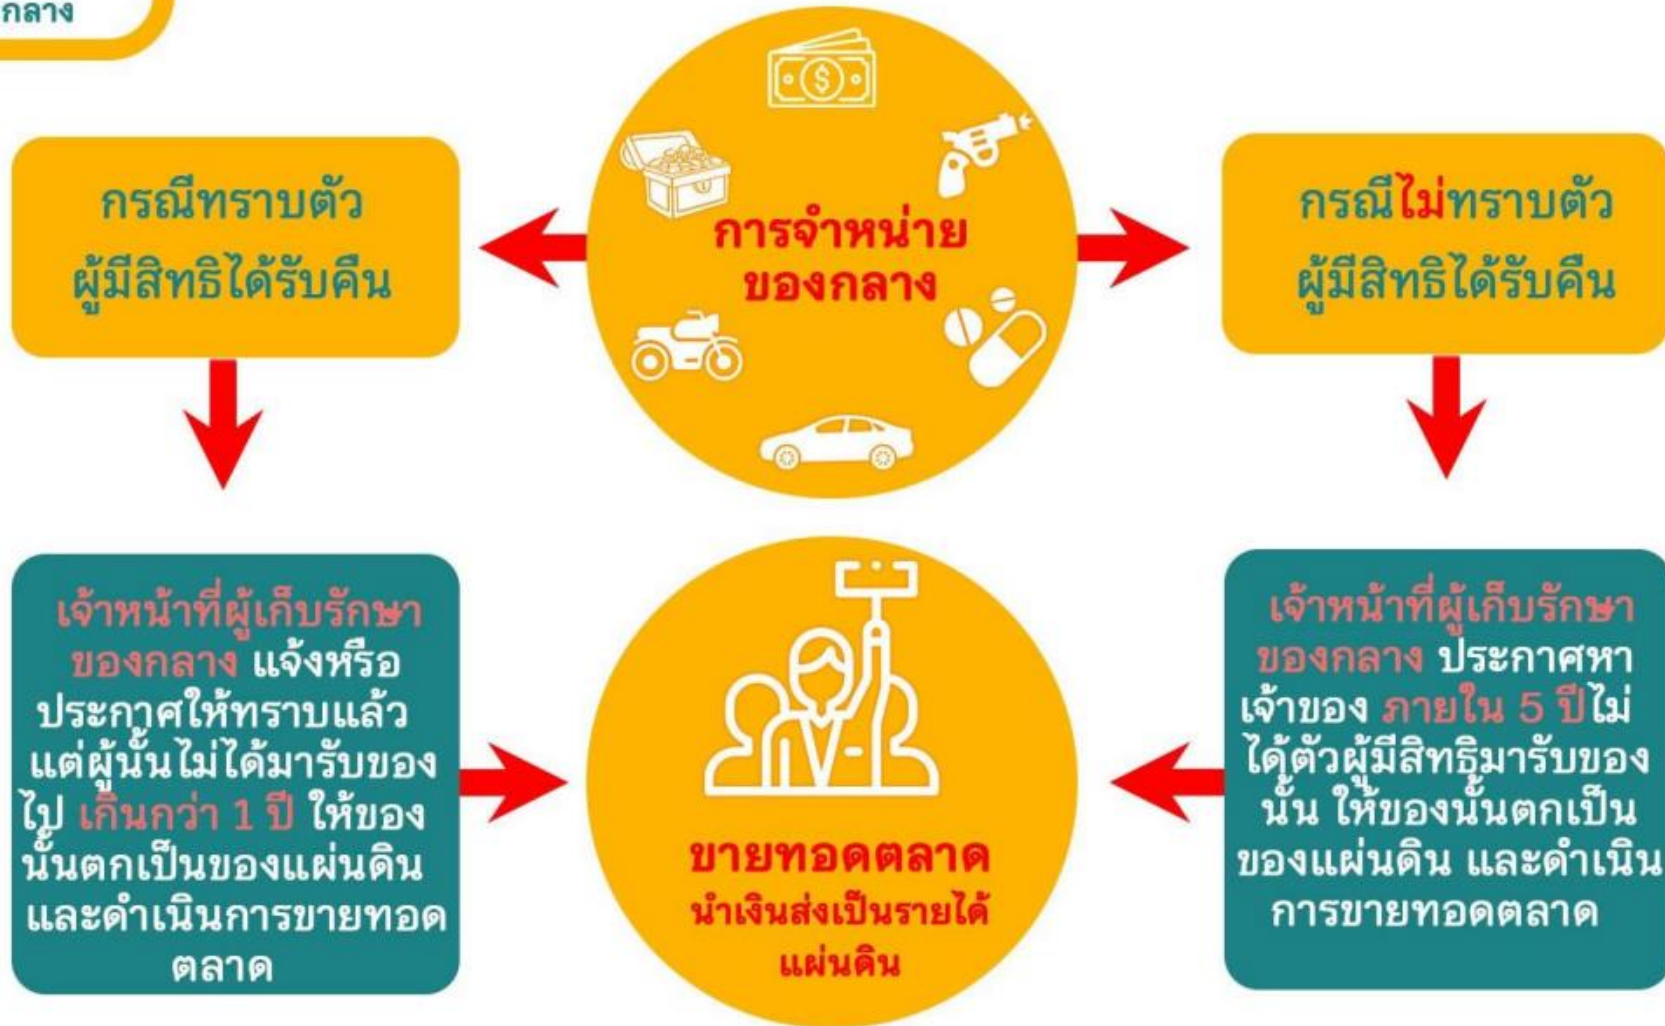 กลาง
การจำหน่าย
ของกลาง
กรณีทราบตัว
ผู้มีสิทธิได้รับคืน
กรณีไม่ทราบตัว
ผู้มีสิทธิได้รับคืน
เจ้าหน้าที่ผู้เก็บรักษา
ของกลาง แจ้งหรือ
ประกาศให้ทราบแล้ว
แต่ผู้นั้นไม่ได้มารับของ
ไป เกินกว่า 1 ปี ให้ของ
นั้นตกเป็นของแผ่นดิน
และดำเนินการขายทอด
ตลาด
เจ้าหน้าที่ผู้เก็บรักษา
ของกลาง ประกาศหา
เจ้าของ ภายใน 5 ปีไม่
ได้ตัวผู้มีสิทธิมารับของ
นั้น ให้ของนั้นตกเป็น
ของแผ่นดิน และดำเนิน
การขายทอดตลาด
ขายทอดตลาด
นำเงินส่งเป็นรายได้
แผ่นดิน